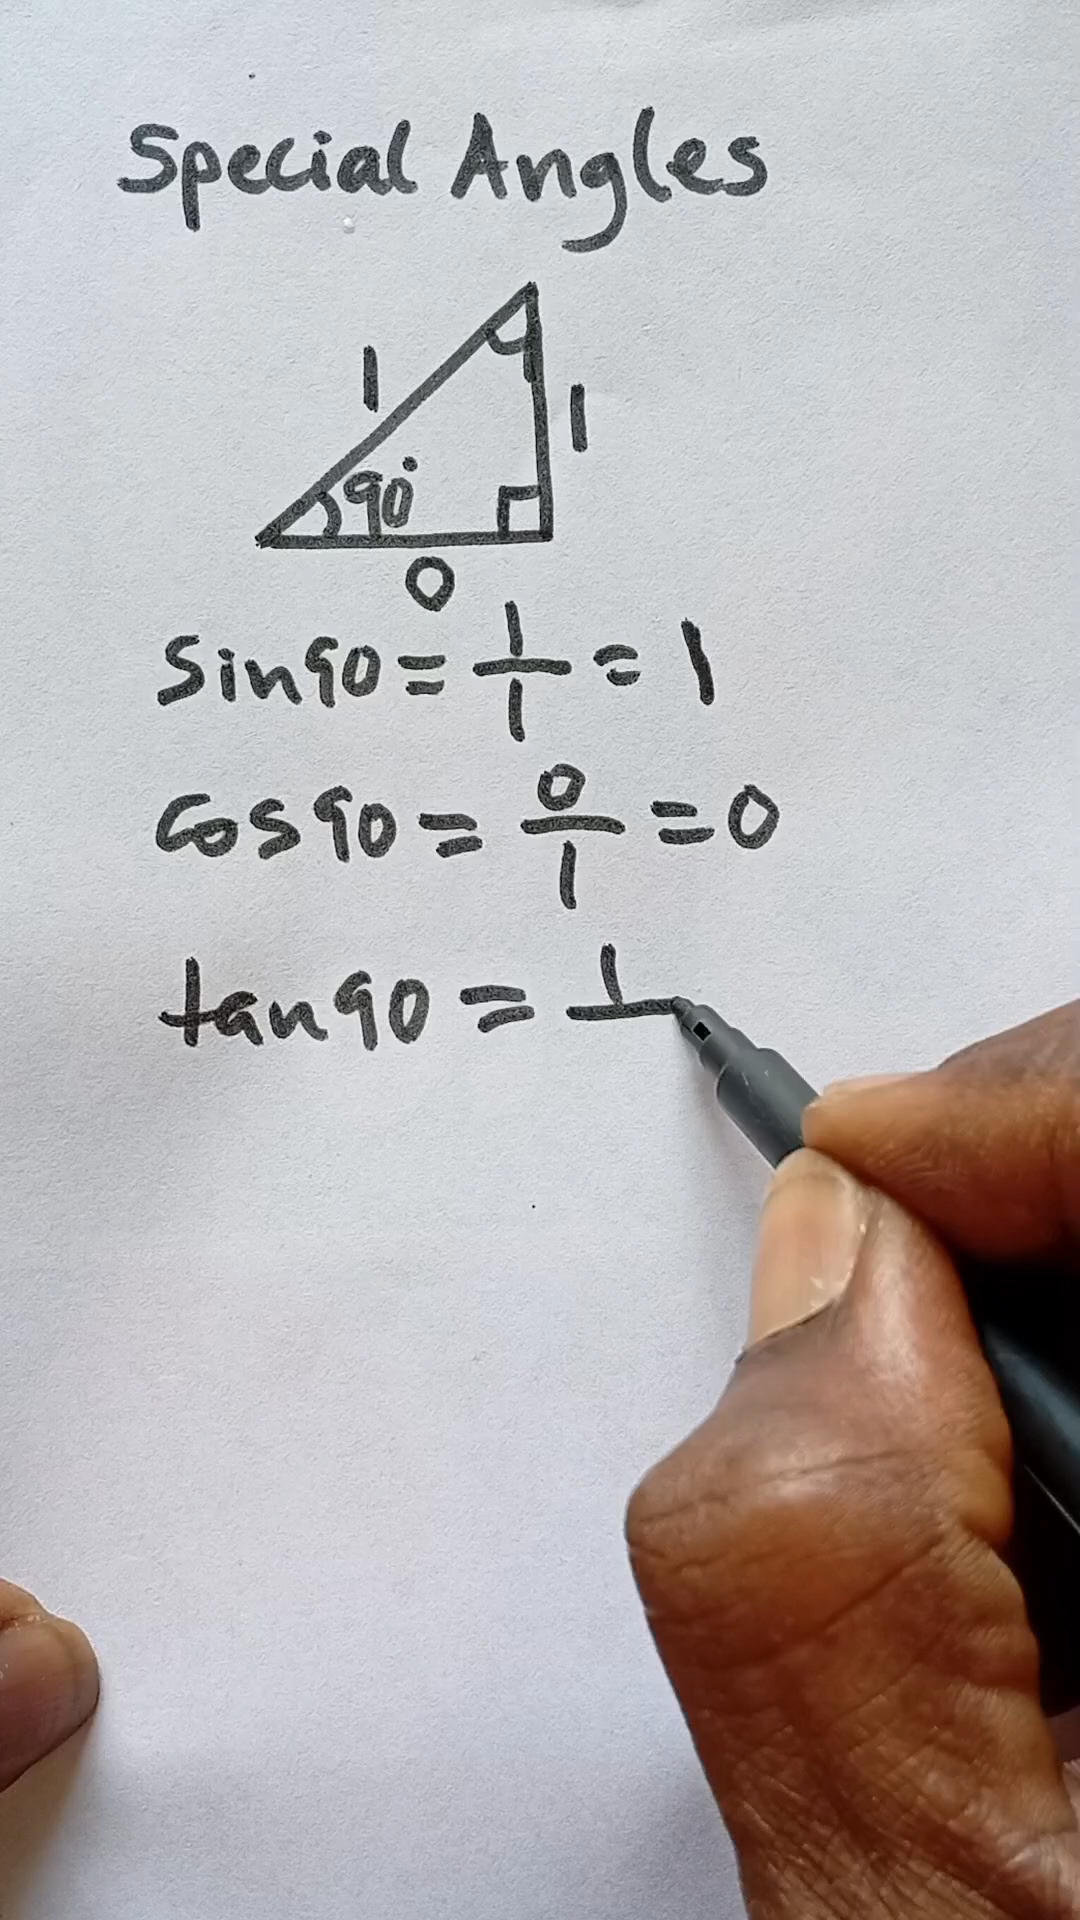 Special Angles
1
1
90°
0
sin90 = 1/1 = 1
cos90 = 0/1 = 0
tan90 = 1